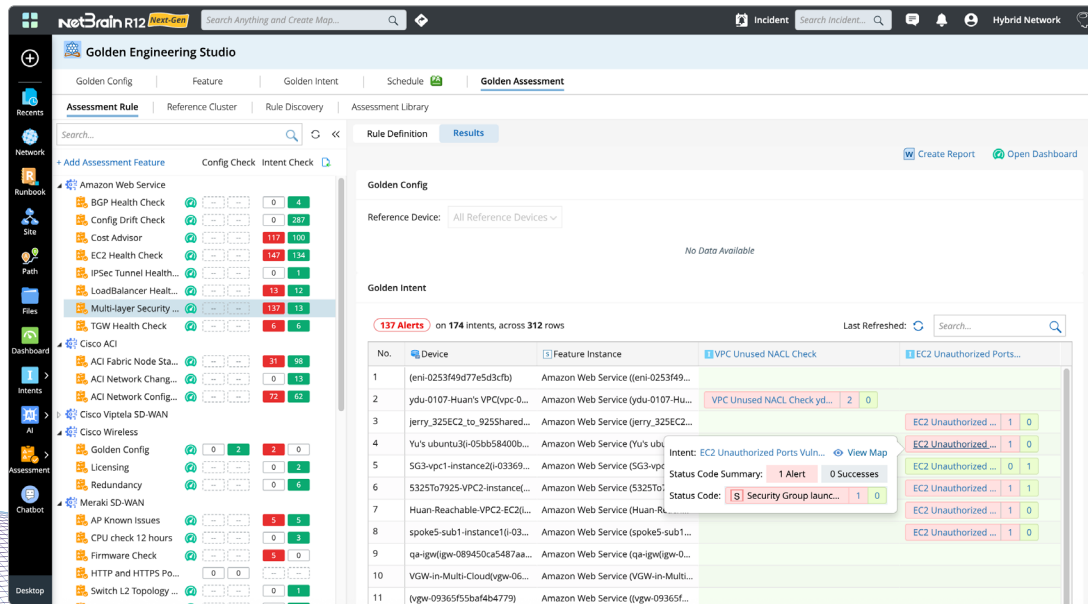 NetBrain R12 Next-Gen Search Anything and Create Map... Incident Search Incident... Hybrid Network
Golden Engineering Studio
Golden Config Feature Golden Intent Schedule Golden Assessment
Assessment Rule Reference Cluster Rule Discovery Assessment Library
Recents
Network
Runbook
Site
Path
Files
Dashboard
Intents
AI
Assessment
Chatbot
Desktop
Search...
+ Add Assessment Feature Config Check Intent Check
Amazon Web Service
BGP Health Check -- -- 0 4
Config Drift Check -- -- 0 287
Cost Advisor -- -- 117 100
EC2 Health Check -- -- 147 134
IPSec Tunnel Health... -- -- 0 1
LoadBalancer Healt... -- -- 13 12
Multi-layer Security ... -- -- 137 13
TGW Health Check -- -- 6 6
Cisco ACI
ACI Fabric Node Sta... -- -- 31 98
ACI Network Chang... -- -- 0 13
ACI Network Config... -- -- 72 62
Cisco Viptela SD-WAN
Cisco Wireless
Golden Config 0 2 2 0
Licensing -- -- 0 2
Redundancy -- -- 0 6
Meraki SD-WAN
AP Known Issues -- -- 5 5
CPU check 12 hours -- -- 0 3
Firmware Check -- -- 5 0
HTTP and HTTPS Po... 0 0 -- --
Switch L2 Topology ... -- -- 0 1
Rule Definition Results
Create Report Open Dashboard
Golden Config
Reference Device: All Reference Devices
No Data Available
Golden Intent
137 Alerts on 174 intents, across 312 rows Last Refreshed: Search...
No. Device Feature Instance VPC Unused NACL Check EC2 Unauthorized Ports...
1 (eni-0253f49d77e5d3cfb) Amazon Web Service ((eni-0253f49...
2 ydu-0107-Huan's VPC(vpc-0... Amazon Web Service (ydu-0107-Hu... VPC Unused NACL Check yd... 2 0
3 jerry_325EC2_to_925Shared... Amazon Web Service (jerry_325EC2... EC2 Unauthorized ... 1 0
4 Yu's ubuntu3(i-05bb58400b... Amazon Web Service (Yu's ubu EC2 Unauthorized ... 1 0
5 SG3-vpc1-instance2(i-03369... Amazon Web Service (SG3-vpc EC2 Unauthorized ... 0 1
6 5325To7925-VPC2-instance(... Amazon Web Service (5325To7 EC2 Unauthorized ... 1 1
7 Huan-Reachable-VPC2-EC2(i... Amazon Web Service (Huan-Re EC2 Unauthorized ... 1 0
8 spoke5-sub1-instance1(i-03... Amazon Web Service (spoke5-sub1... EC2 Unauthorized ... 1 0
9 qa-igw(igw-089450ca5487ae... Amazon Web Service (qa-igw(igw-0...
10 VGW-in-Multi-Cloud(vgw-06... Amazon Web Service (VGW-in-Multi...
11 (vgw-09365f55baf4b4779) Amazon Web Service ((vgw-09365f...
Intent: EC2 Unauthorized Ports Vuln... View Map
Status Code Summary: 1 Alert 0 Successes
Status Code: S Security Group launc... 1 0